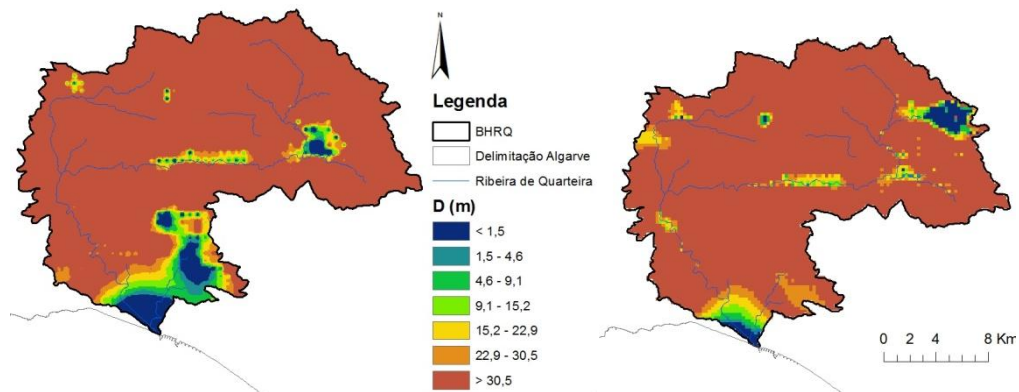 N
Legenda
BHRQ
Delimitação Algarve
Ribeira de Quarteira
D (m)
< 1,5
1,5 - 4,6
4,6 - 9,1
9,1 - 15,2
15,2 - 22,9
22,9 - 30,5
> 30,5
0 2 4 8 Km